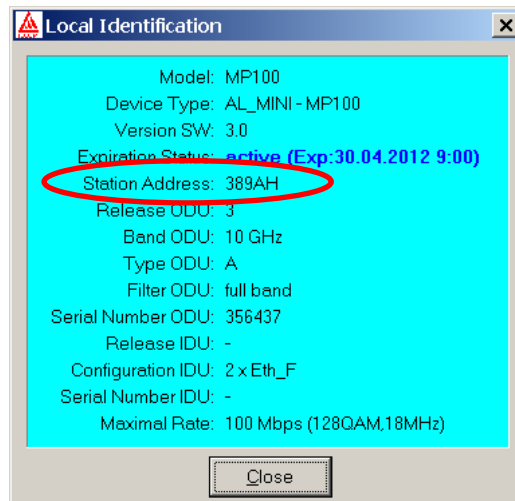 Local Identification
Model: MP100
Device Type: AL_MINI - MP100
Version SW: 3.0
Expiration Status: active (Exp:30.04.2012 9:00)
Station Address: 389AH
Release ODU: 3
Band ODU: 10 GHz
Type ODU: A
Filter ODU: full band
Serial Number ODU: 356437
Release IDU: -
Configuration IDU: 2 x Eth_F
Serial Number IDU: -
Maximal Rate: 100 Mbps (128QAM,18MHz)
Close